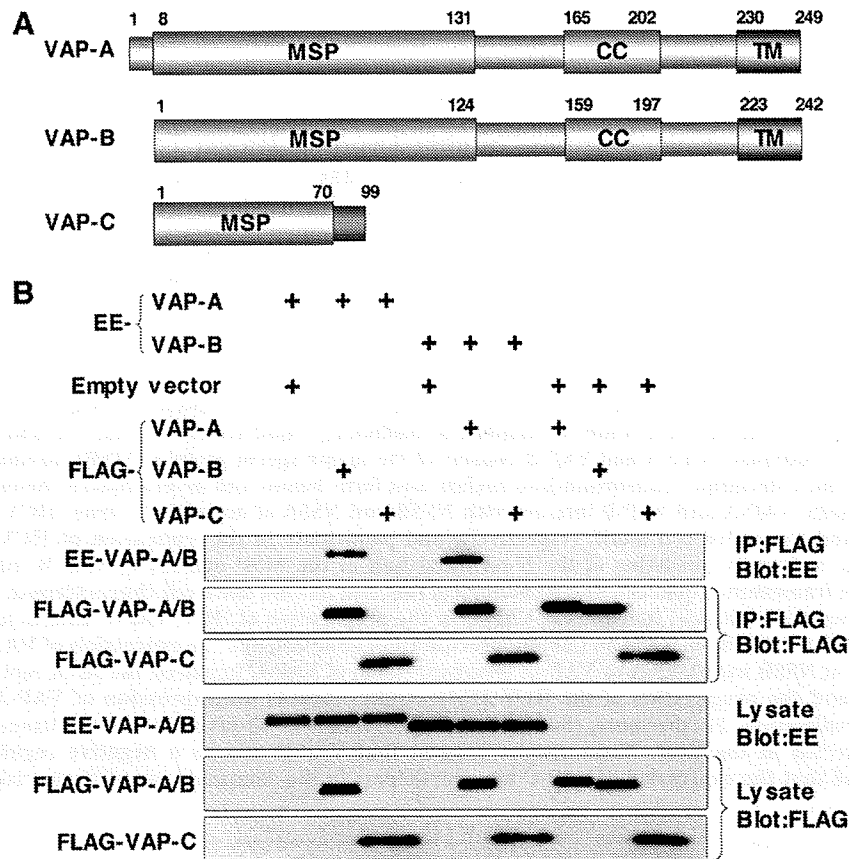 A
1 8 131 165 202 230 249
VAP-A MSP CC TM
1 124 159 197 223 242
VAP-B MSP CC TM
1 70 99
VAP-C MSP
B
EE- VAP-A + + +
VAP-B + + +
Empty vector + + + + +
FLAG- VAP-A + +
VAP-B + +
VAP-C + + +
EE-VAP-A/B IP:FLAG Blot:EE
FLAG-VAP-A/B
FLAG-VAP-C
IP:FLAG
Blot:FLAG
EE-VAP-A/B Lysate Blot:EE
FLAG-VAP-A/B
FLAG-VAP-C
Lysate
Blot:FLAG